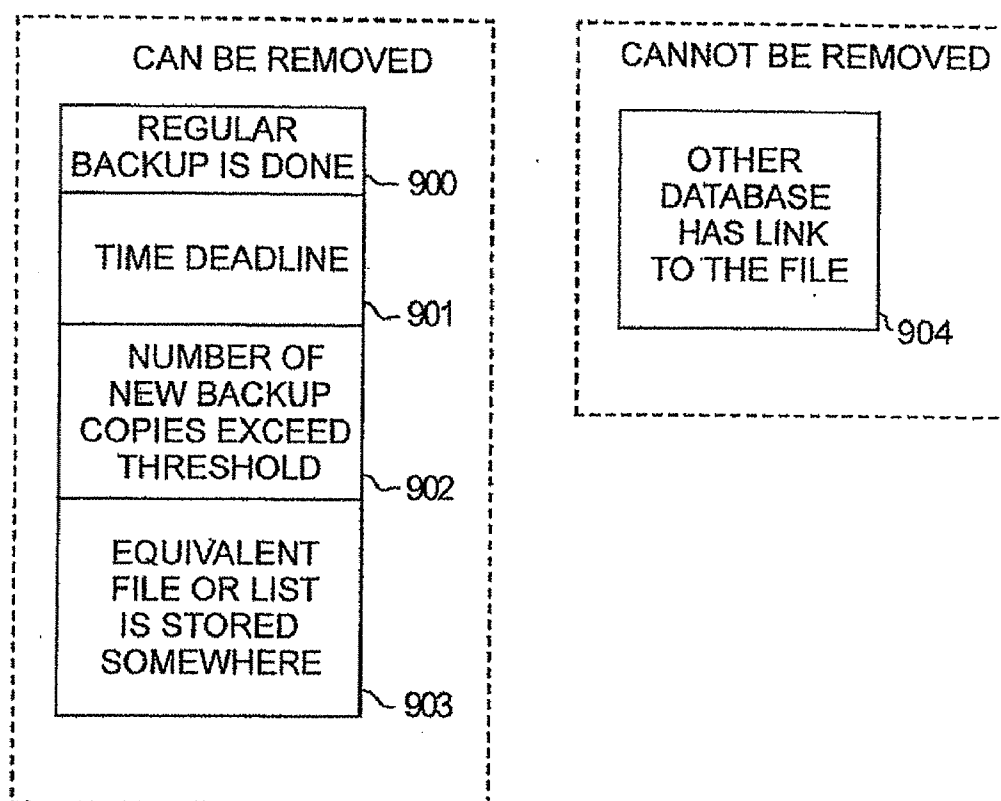 CAN BE REMOVED
REGULAR
BACKUP IS DONE
900
TIME DEADLINE
901
NUMBER OF
NEW BACKUP
COPIES EXCEED
THRESHOLD
902
EQUIVALENT
FILE OR LIST
IS STORED
SOMEWHERE
903
CANNOT BE REMOVED
OTHER
DATABASE
HAS LINK
TO THE FILE
904